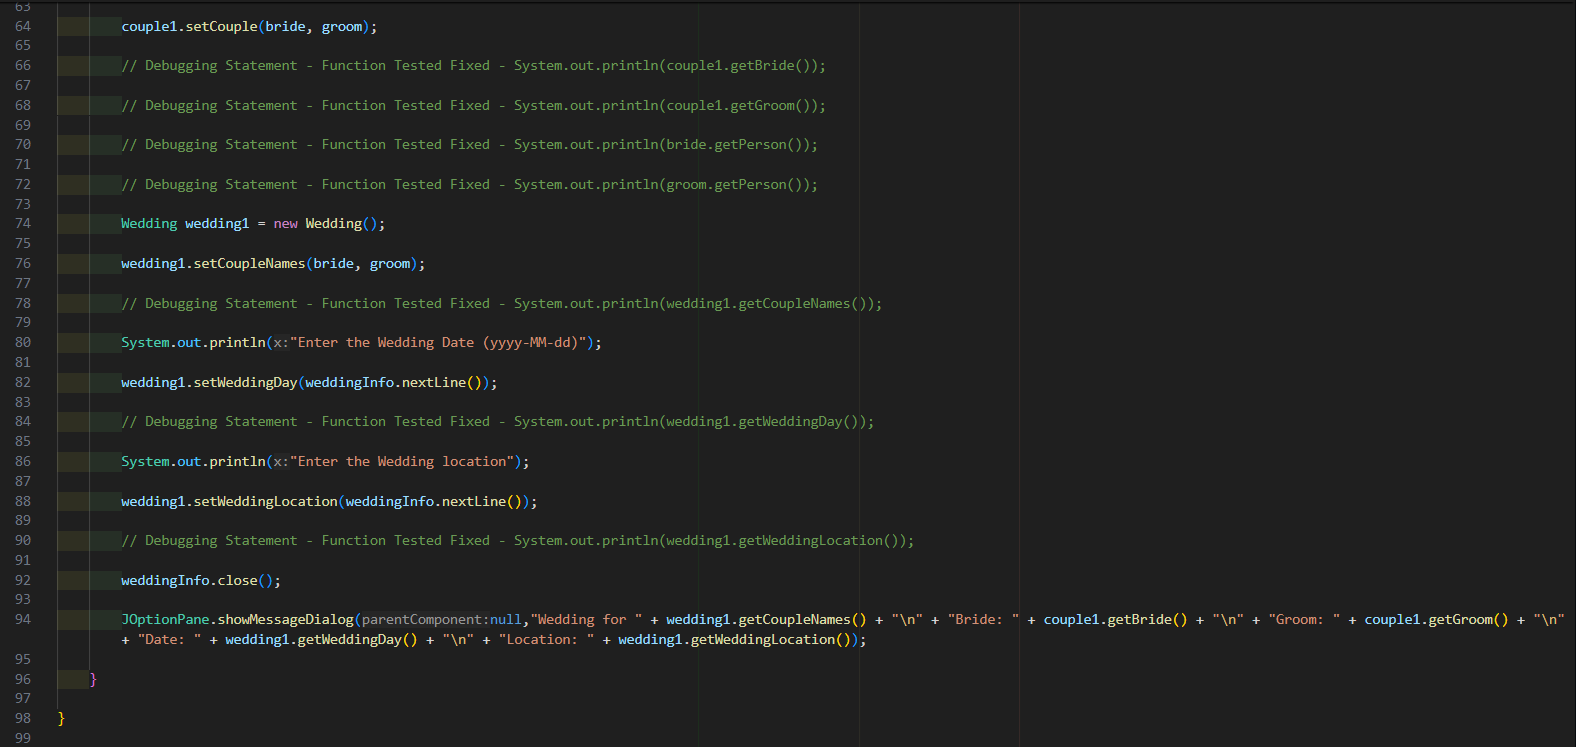 63
64 couple1.setCouple(bride, groom);
65
66 // Debugging Statement - Function Tested Fixed - System.out.println(couple1.getBride());
67
68 // Debugging Statement - Function Tested Fixed - System.out.println(couple1.getGroom());
69
70 // Debugging Statement - Function Tested Fixed - System.out.println(bride.getPerson());
71
72 // Debugging Statement - Function Tested Fixed - System.out.println(groom.getPerson());
73
74 Wedding wedding1 = new Wedding();
75
76 wedding1.setCoupleNames(bride, groom);
77
78 // Debugging Statement - Function Tested Fixed - System.out.println(wedding1.getCoupleNames());
79
80 System.out.println(x:"Enter the Wedding Date (yyyy-MM-dd)");
81
82 wedding1.setWeddingDay(weddingInfo.nextLine());
83
84 // Debugging Statement - Function Tested Fixed - System.out.println(wedding1.getWeddingDay());
85
86 System.out.println(x:"Enter the Wedding location");
87
88 wedding1.setWeddingLocation(weddingInfo.nextLine());
89
90 // Debugging Statement - Function Tested Fixed - System.out.println(wedding1.getWeddingLocation());
91
92 weddingInfo.close();
93
94 JOptionPane.showMessageDialog(parentComponent:null,"Wedding for " + wedding1.getCoupleNames() + "\n" + "Bride: " + couple1.getBride() + "\n" + "Groom: " + couple1.getGroom() + "\n"
+ "Date: " + wedding1.getWeddingDay() + "\n" + "Location: " + wedding1.getWeddingLocation());
95
96 }
97
98 }
99